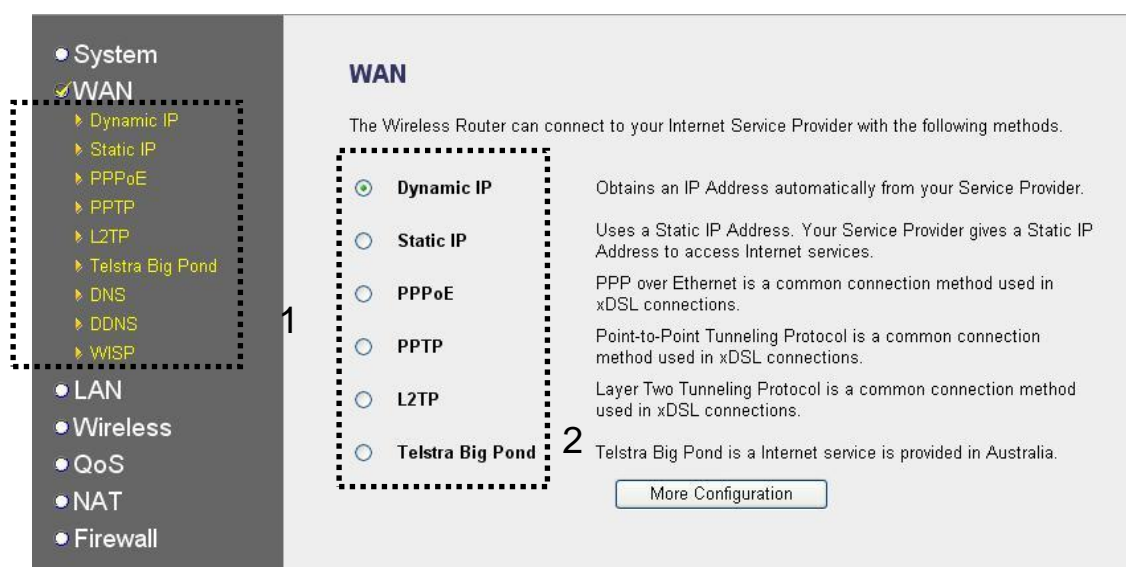 System
WAN
Dynamic IP
Static IP
PPPoE
PPTP
L2TP
Telstra Big Pond
DNS
DDNS
WISP
LAN
Wireless
QoS
NAT
Firewall
1
WAN
The Wireless Router can connect to your Internet Service Provider with the following methods.
Dynamic IP Obtains an IP Address automatically from your Service Provider.
Static IP Uses a Static IP Address. Your Service Provider gives a Static IP
Address to access Internet services.
PPPoE PPP over Ethernet is a common connection method used in
xDSL connections.
PPTP Point-to-Point Tunneling Protocol is a common connection
method used in xDSL connections.
L2TP Layer Two Tunneling Protocol is a common connection method
used in xDSL connections.
Telstra Big Pond 2 Telstra Big Pond is a Internet service is provided in Australia.
More Configuration